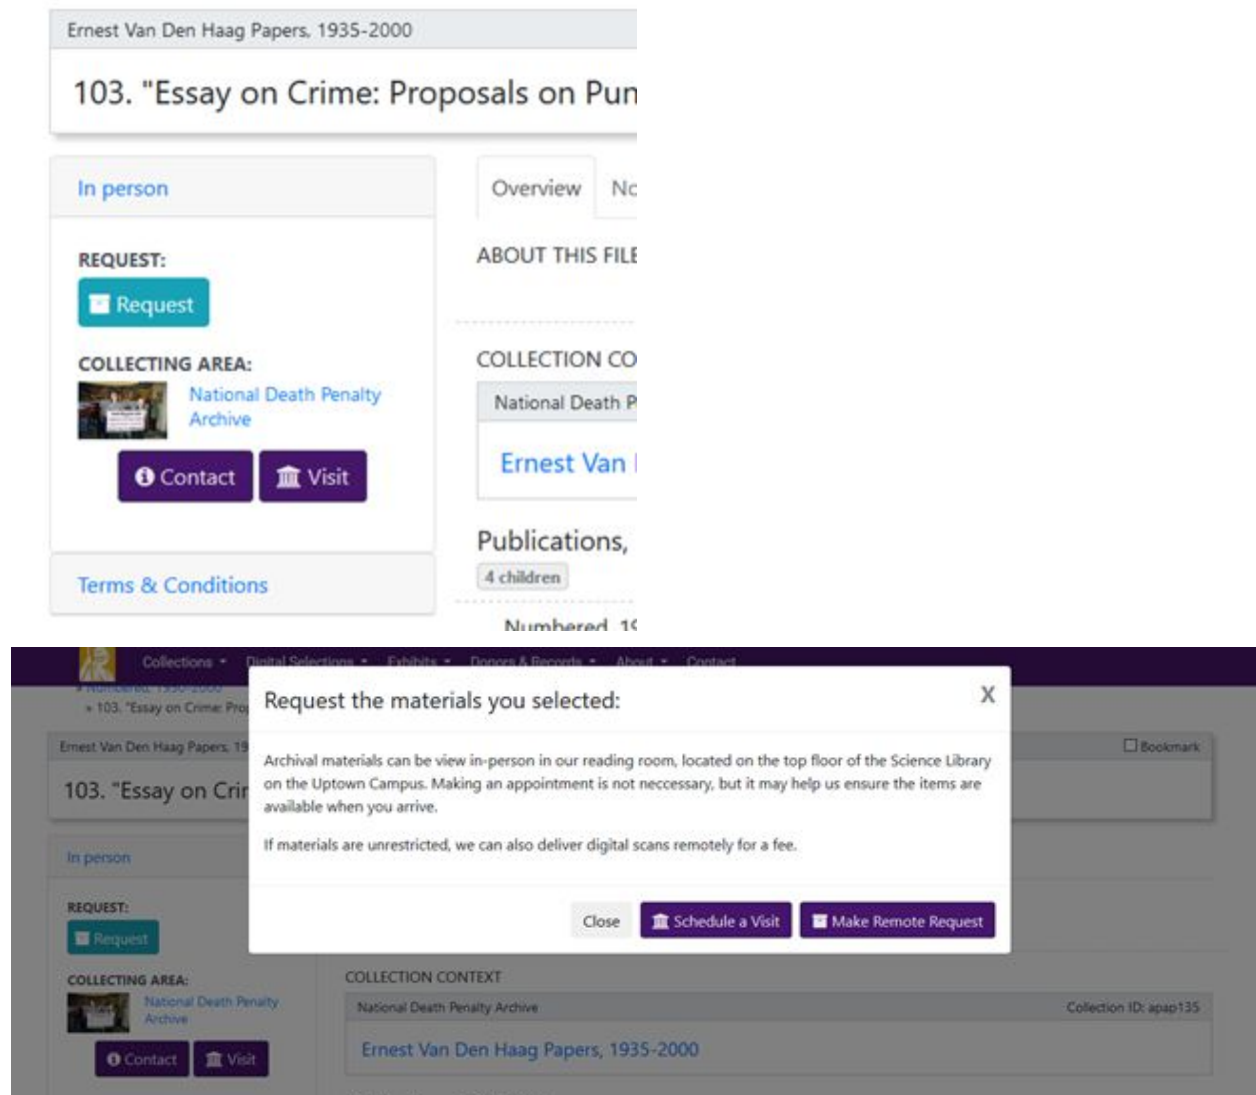 Ernest Van Den Haag Papers, 1935-2000
103. "Essay on Crime: Proposals on Pun
In person
REQUEST:
Request
COLLECTING AREA:
National Death Penalty
Archive
Contact Visit
Terms & Conditions
Overview No
ABOUT THIS FILE
COLLECTION CO
National Death P
Ernest Van
Publications,
4 children
Numbered, 19
Collections Digital Selections Exhibits Donors & Records About Contact
» Numbered, 1930-2000
» 103. "Essay on Crime: Prop
Ernest Van Den Haag Papers, 19
Bookmark
103. "Essay on Crim
Request the materials you selected:
X
Archival materials can be view in-person in our reading room, located on the top floor of the Science Library
on the Uptown Campus. Making an appointment is not neccessary, but it may help us ensure the items are
available when you arrive.
If materials are unrestricted, we can also deliver digital scans remotely for a fee.
Close Schedule a Visit Make Remote Request
In person
REQUEST:
Request
COLLECTING AREA:
National Death Penalty
Archive
Contact Visit
COLLECTION CONTEXT
National Death Penalty Archive Collection ID: apap135
Ernest Van Den Haag Papers, 1935-2000